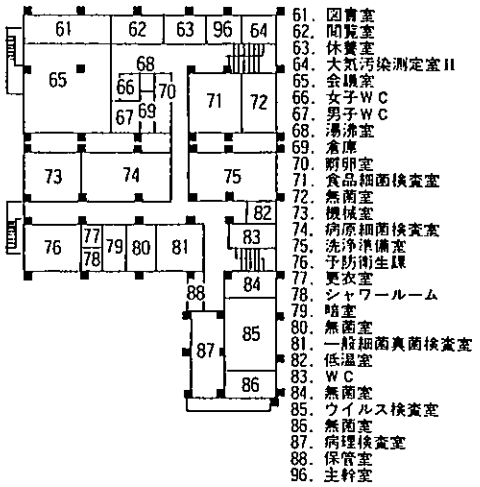 61
62
63
96
64
68
66
70
65
71
72
67
69
73
74
75
82
76
77
78
79
80
81
83
84
88
87
85
86
61. 図書室
62. 閲覧室
63. 休養室
64. 大気汚染測定室II
65. 会議室
66. 女子WC
67. 男子WC
68. 湯沸室
69. 倉庫
70. 孵卵室
71. 食品細菌検査室
72. 無菌室
73. 機械室
74. 病原細菌検査室
75. 洗浄準備室
76. 予防衛生課
77. 更衣室
78. シャワールーム
79. 暗室
80. 無菌室
81. 一般細菌真菌検査室
82. 低温室
83. WC
84. 無菌室
85. ウイルス検査室
86. 無菌室
87. 病理検査室
88. 保管室
96. 主幹室